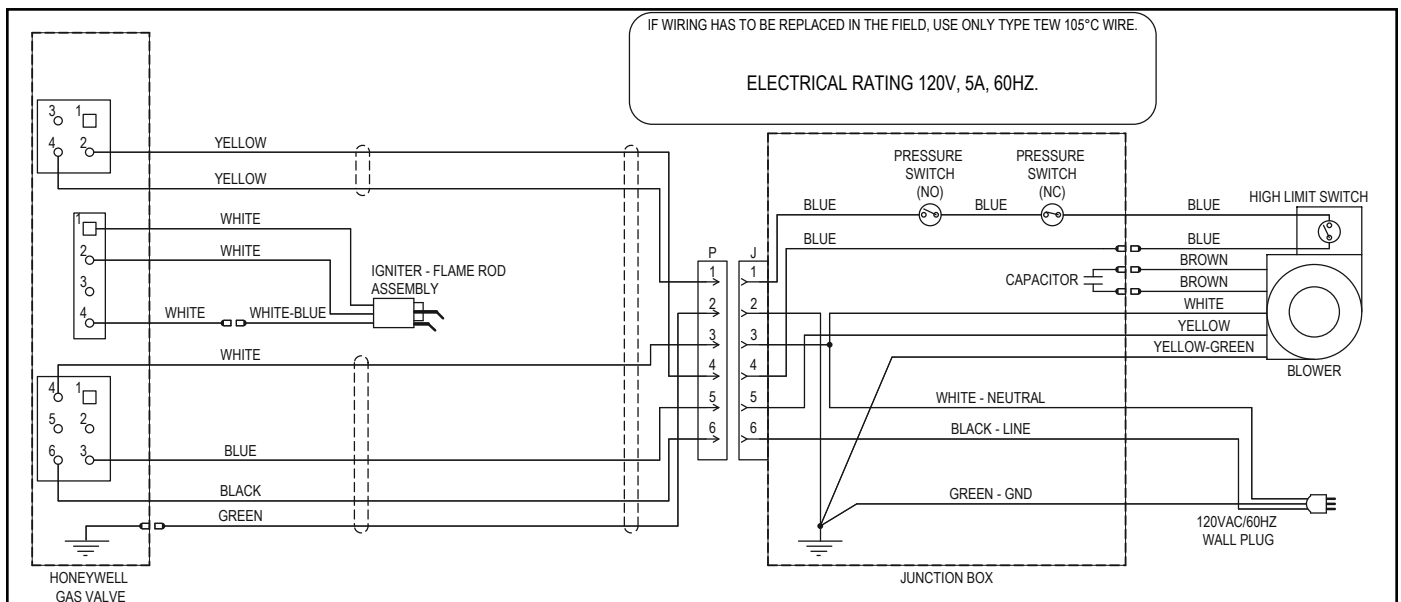 IF WIRING HAS TO BE REPLACED IN THE FIELD, USE ONLY TYPE TEW 105°C WIRE.
ELECTRICAL RATING 120V, 5A, 60HZ.
3 1
4 2
YELLOW
YELLOW
1
2
3
4
WHITE
WHITE
WHITE
WHITE-BLUE
IGNITER - FLAME ROD
ASSEMBLY
4 1
5 2
6 3
WHITE
BLUE
BLACK
GREEN
HONEYWELL
GAS VALVE
P J
1 1
2 2
3 3
4 4
5 5
6 6
PRESSURE
SWITCH
(NO)
PRESSURE
SWITCH
(NC)
BLUE
BLUE
BLUE
BLUE
BLUE
HIGH LIMIT SWITCH
CAPACITOR
BROWN
BROWN
WHITE
YELLOW
YELLOW-GREEN
BLOWER
WHITE - NEUTRAL
BLACK - LINE
GREEN - GND
120VAC/60HZ
WALL PLUG
JUNCTION BOX